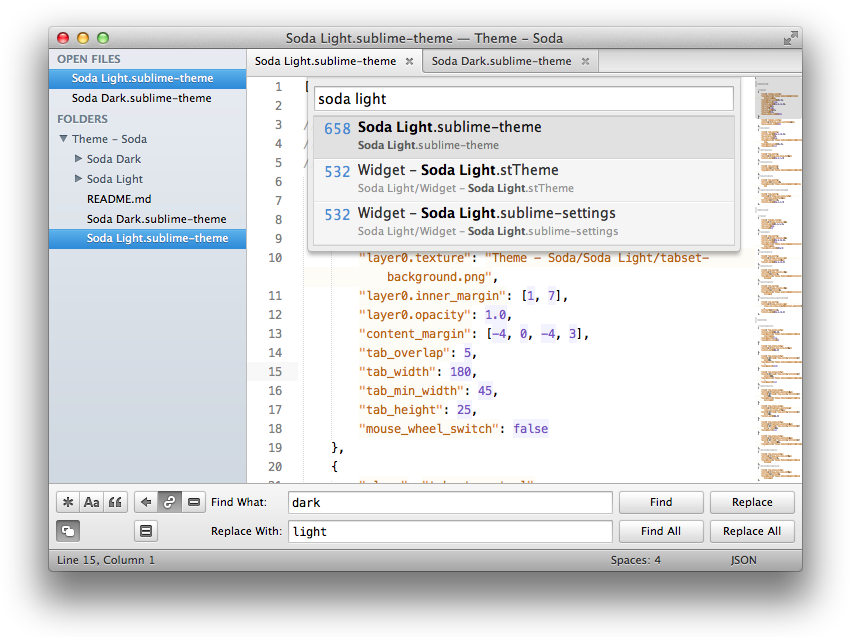 Soda Light.sublime-theme — Theme – Soda
OPEN FILES
Soda Light.sublime-theme
Soda Dark.sublime-theme
FOLDERS
Theme – Soda
Soda Dark
Soda Light
README.md
Soda Dark.sublime-theme
Soda Light.sublime-theme
Soda Light.sublime-theme
Soda Dark.sublime-theme
soda light
658 Soda Light.sublime-theme
Soda Light.sublime-theme
532 Widget – Soda Light.stTheme
Soda Light/Widget – Soda Light.stTheme
532 Widget – Soda Light.sublime-settings
Soda Light/Widget – Soda Light.sublime-settings
1 [
2
3 /
4 /
5 /
6
7
8
9
10 "layer0.texture": "Theme - Soda/Soda Light/tabset-
background.png",
11 "layer0.inner_margin": [1, 7],
12 "layer0.opacity": 1.0,
13 "content_margin": [-4, 0, -4, 3],
14 "tab_overlap": 5,
15 "tab_width": 180,
16 "tab_min_width": 45,
17 "tab_height": 25,
18 "mouse_wheel_switch": false
19 },
20 {
Aa
Find What: dark Find Replace
Replace With: light Find All Replace All
Line 15, Column 1 Spaces: 4 JSON